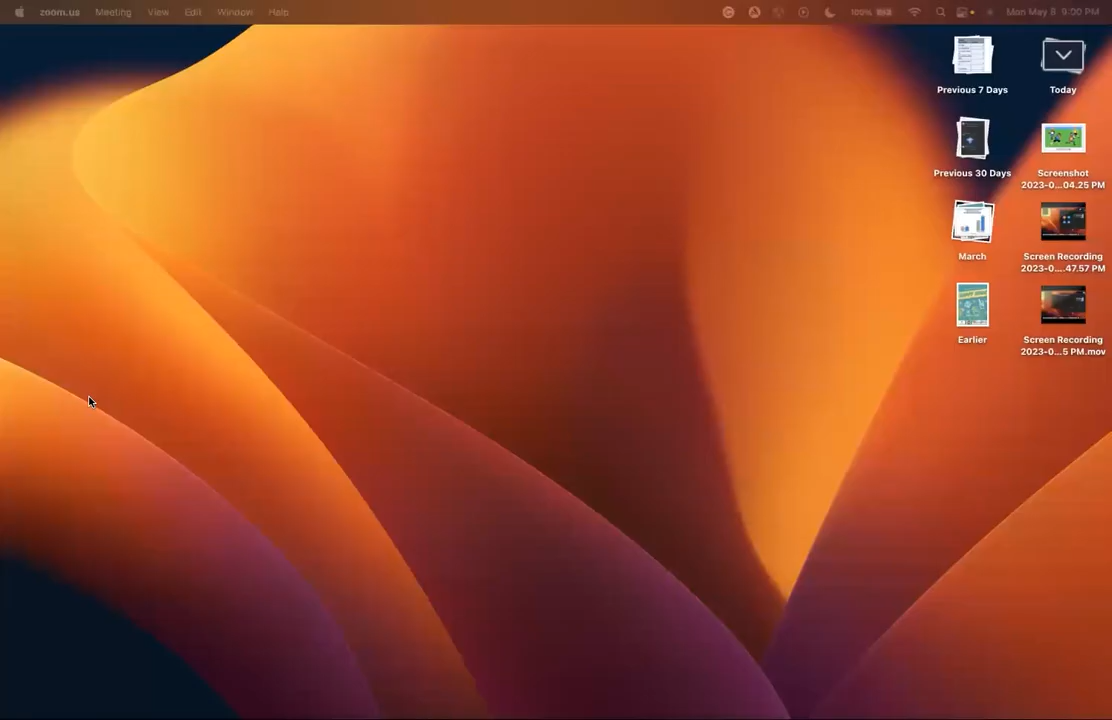 zoom.us Meeting View Edit Window Help 100% Mon May 8 9:00 PM
Previous 7 Days
Today
Previous 30 Days
Screenshot
2023-0...04.25 PM
March
Screen Recording
2023-0....47.57 PM
Earlier
Screen Recording
2023-0...5 PM.mov